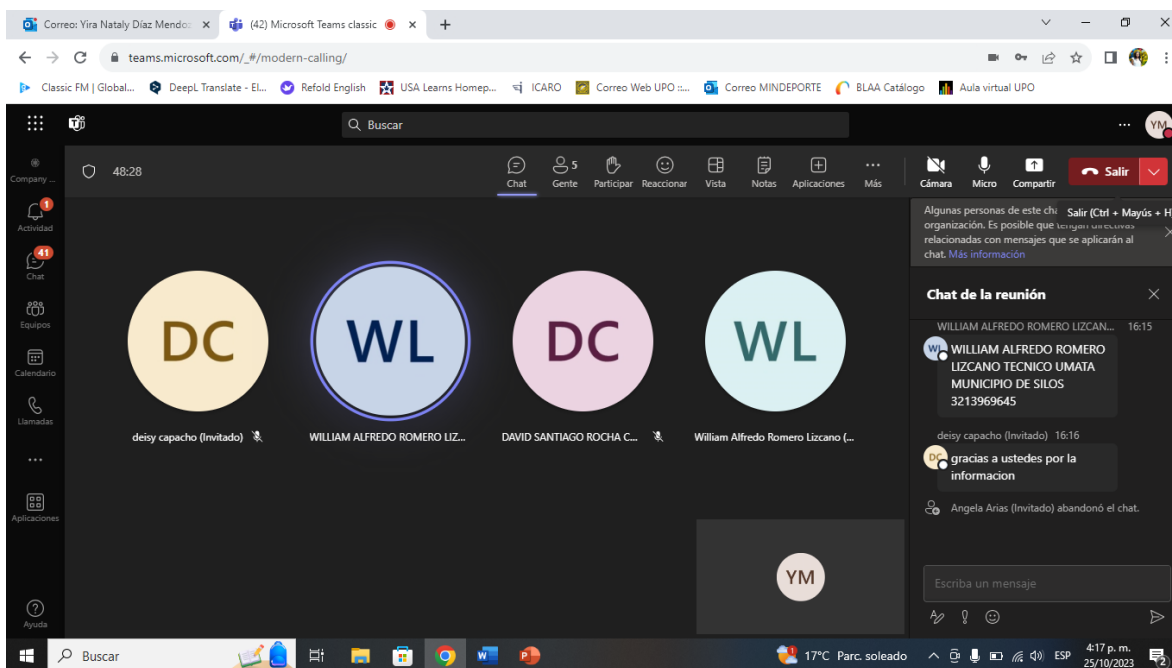 Correo: Yira Nataly Díaz Mendoz
(42) Microsoft Teams classic
teams.microsoft.com/_#/modern-calling/
Classic FM | Global...
DeepL Translate - El...
Refold English
USA Learns Homep...
ICARO
Correo Web UPO ::...
Correo MINDEPORTE
BLAA Catálogo
Aula virtual UPO
Buscar
YM
Company ...
48:28
Chat
5
Gente
Participar
Reaccionar
Vista
Notas
Aplicaciones
Más
Cámara
Micro
Compartir
Salir
1
Actividad
41
Chat
Equipos
Calendario
Llamadas
Aplicaciones
Ayuda
Algunas personas de este cha
Salir (Ctrl + Mayús + H
organización. Es posible que tengan directivas
relacionadas con mensajes que se aplicarán al
chat. Más información
DC
deisy capacho (Invitado)
WL
WILLIAM ALFREDO ROMERO LIZ...
DC
DAVID SANTIAGO ROCHA C...
WL
William Alfredo Romero Lizcano (...
YM
Chat de la reunión
WILLIAM ALFREDO ROMERO LIZCAN... 16:15
WL
WILLIAM ALFREDO ROMERO
LIZCANO TECNICO UMATA
MUNICIPIO DE SILOS
3213969645
deisy capacho (Invitado) 16:16
DC
gracias a ustedes por la
informacion
Angela Arias (Invitado) abandonó el chat.
Escriba un mensaje
Buscar
17°C Parc. soleado
ESP
4:17 p. m.
25/10/2023